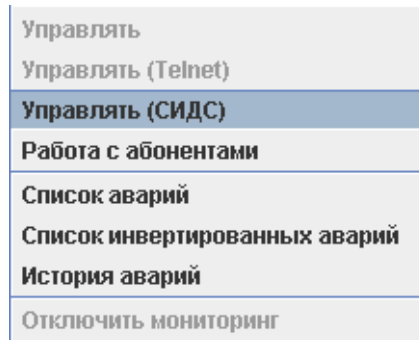 Управлять
Управлять (Telnet)
Управлять (СИДС)
Работа с абонентами
Список аварий
Список инвертированных аварий
История аварий
Отключить мониторинг